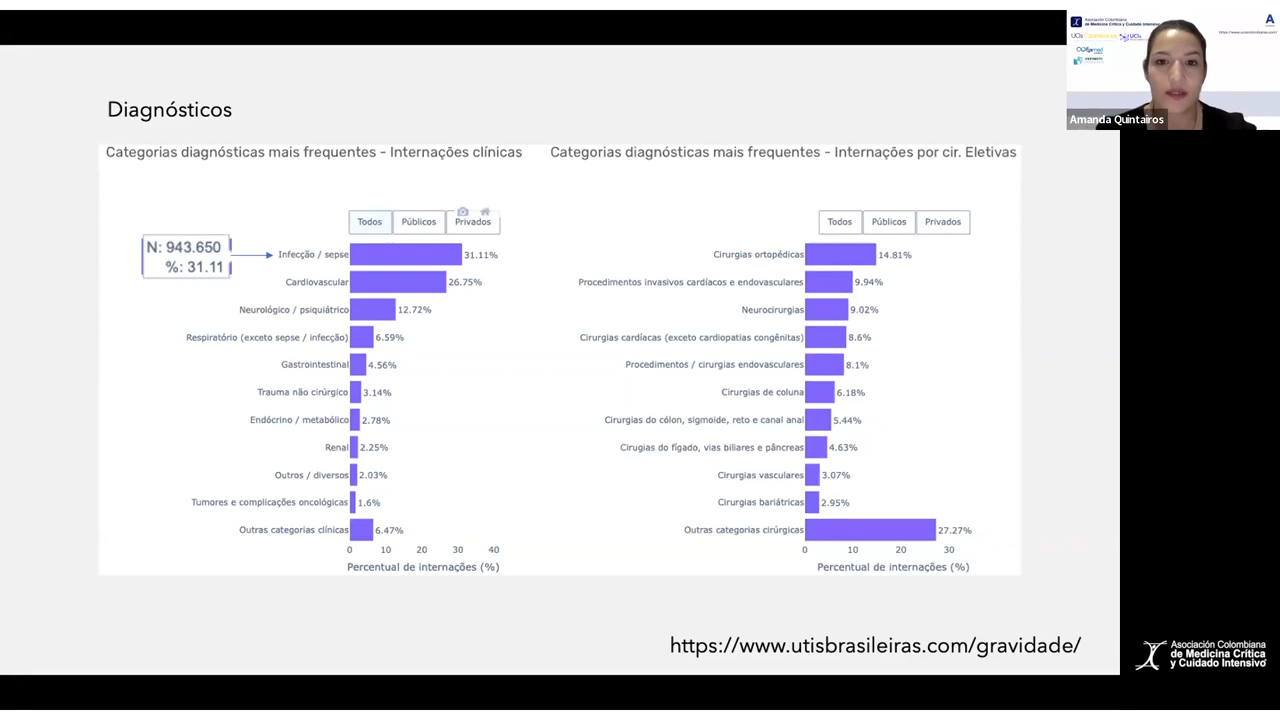 Diagnósticos
Categorias diagnósticas mais frequentes - Internações clínicas
Todos
Públicos
Privados
N: 943.650
%: 31.11
Infecção / sepse
31.11%
Cardiovascular
26.75%
Neurológico / psiquiátrico
12.72%
Respiratório (exceto sepse / infecção)
6.59%
Gastrointestinal
4.56%
Trauma não cirúrgico
3.14%
Endócrino / metabólico
2.78%
Renal
2.25%
Outros / diversos
2.03%
Tumores e complicações oncológicas
1.6%
Outras categorias clínicas
6.47%
0 10 20 30 40
Percentual de internações (%)
Categorias diagnósticas mais frequentes - Internações por cir. Eletivas
Todos
Públicos
Privados
Cirurgias ortopédicas
14.81%
Procedimentos invasivos cardíacos e endovasculares
9.94%
Neurocirurgias
9.02%
Cirurgias cardíacas (exceto cardiopatias congênitas)
8.6%
Procedimentos / cirurgias endovasculares
8.1%
Cirurgias de coluna
6.18%
Cirurgias do cólon, sigmoide, reto e canal anal
5.44%
Cirugias do fígado, vias biliares e pâncreas
4.63%
Cirurgias vasculares
3.07%
Cirurgias bariátricas
2.95%
Outras categorias cirúrgicas
27.27%
0 10 20 30
Percentual de internações (%)
https://www.utisbrasileiras.com/gravidade/
Asociación Colombiana
de Medicina Crítica y Cuidado Intensivo
A
UCIs
Amanda Quintairos
Asociación Colombiana
de Medicina Crítica
y Cuidado Intensivo